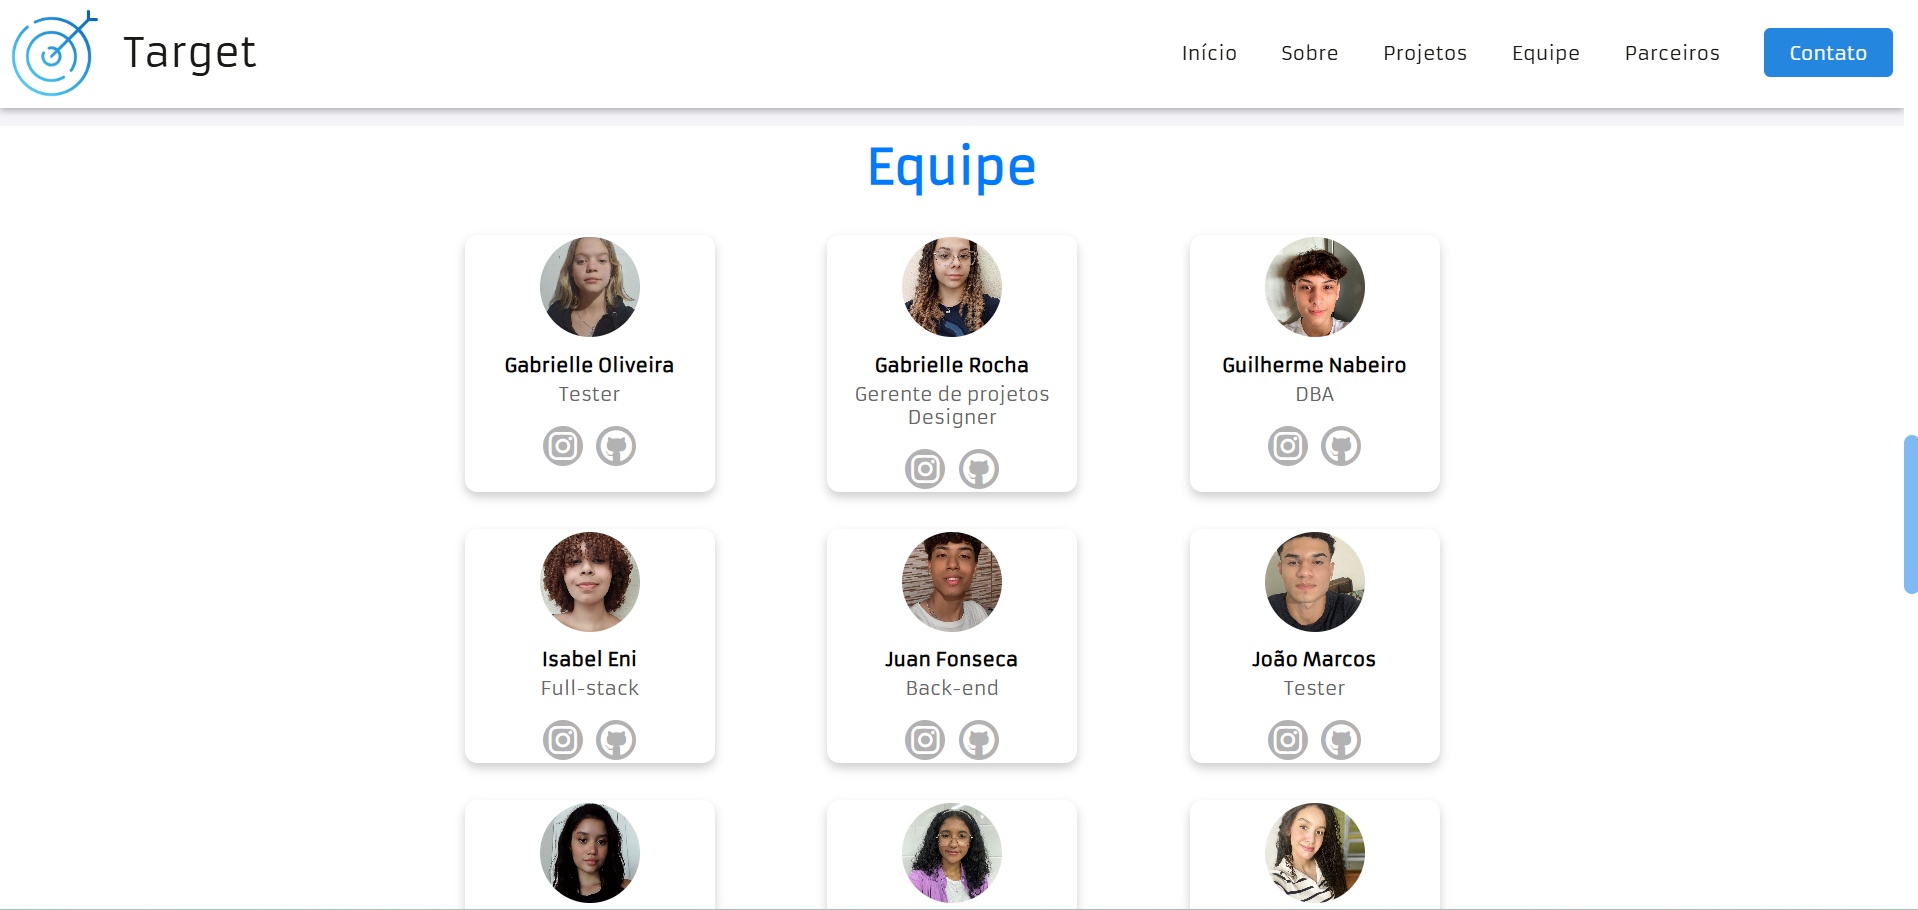 Target
Início Sobre Projetos Equipe Parceiros Contato
Equipe
Gabrielle Oliveira
Tester
Gabrielle Rocha
Gerente de projetos
Designer
Guilherme Nabeiro
DBA
Isabel Eni
Full-stack
Juan Fonseca
Back-end
João Marcos
Tester